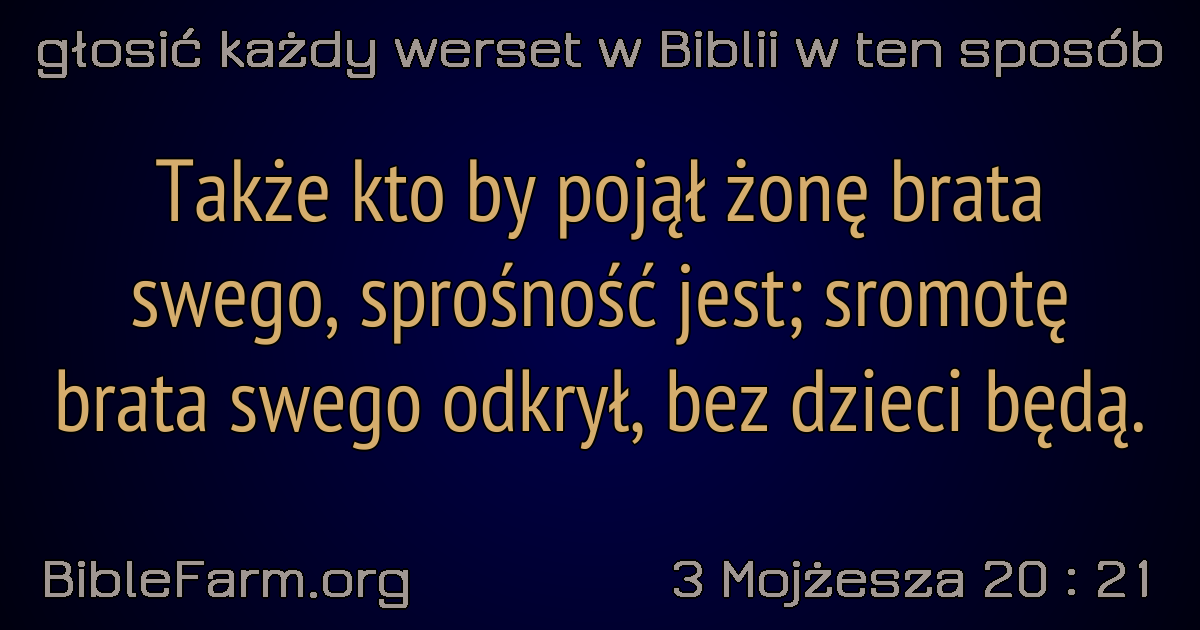 głosić każdy werset w Biblii w ten sposób
Także kto by pojął żonę brata
swego, sprośność jest; sromotę
brata swego odkrył, bez dzieci będą.
BibleFarm.org
3 Mojżesza 20 : 21